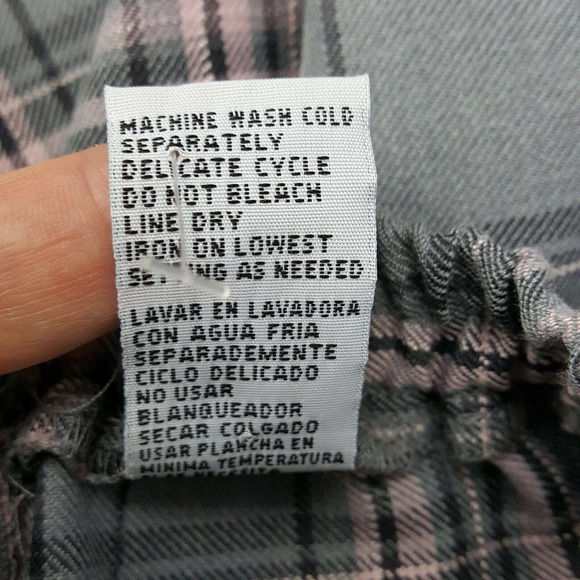 MACHINE WASH COLD
SEPARATELY
DELICATE CYCLE
DO NOT BLEACH
LINE DRY
IRON ON LOWEST
SETTING AS NEEDED
LAVAR EN LAVADORA
CON AGUA FRIA
SEPARADEMENTE
CICLO DELICADO
NO USAR
BLANQUEADOR
SECAR COLGADO
USAR PLANCHA EN
MINIMA TEMPERATURA